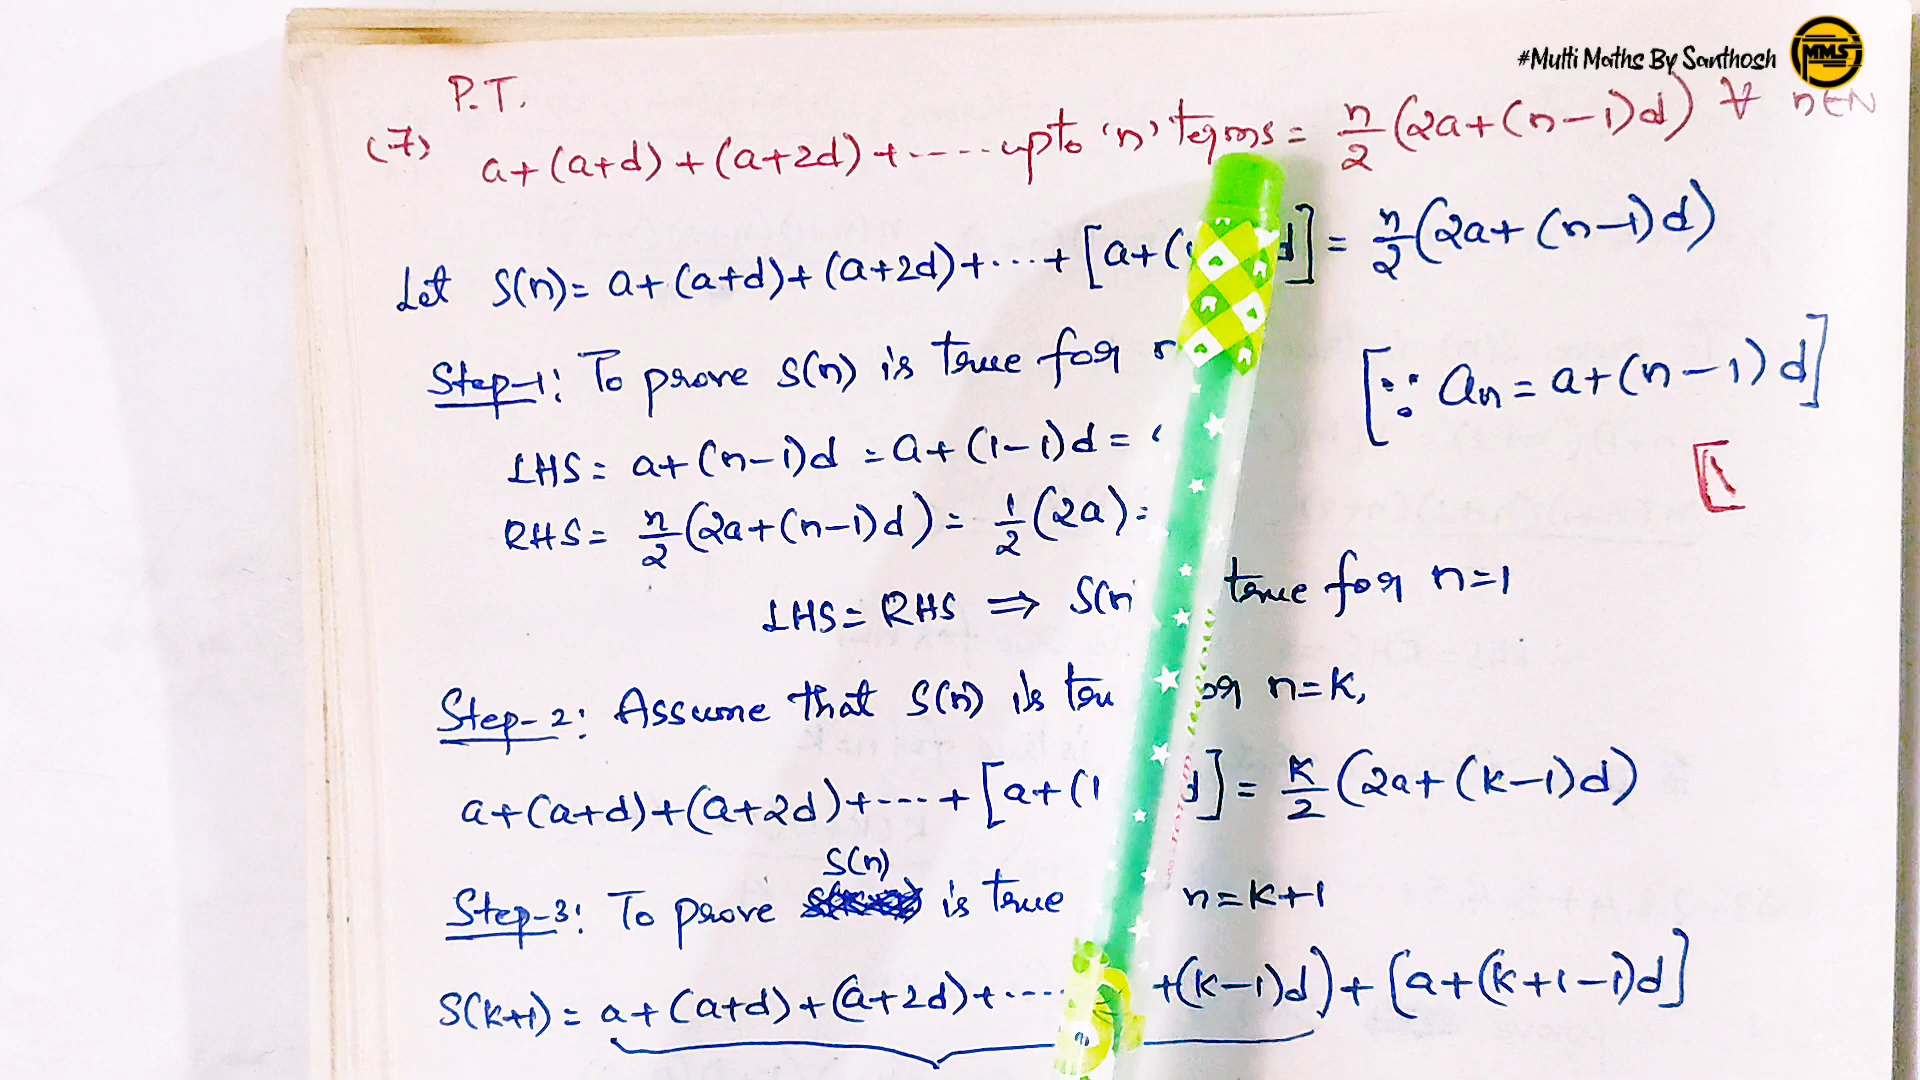 #Multi Maths By Santhosh
MMS
P.T.
(7) a+(a+d)+(a+2d)+----- upto 'n' terms = n/2 (2a+(n-1)d) ∀ n∈N
Let S(n)= a+(a+d)+(a+2d)+...+[a+( d] = n/2 (2a+(n-1)d)
Step-1: To prove S(n) is true for
[∵ an = a+(n-1)d]
LHS= a+(n-1)d = a+(1-1)d =
RHS= n/2 (2a+(n-1)d) = 1/2 (2a) =
LHS = RHS ⇒ S(n true for n=1
Step-2: Assume that S(n) is n=k,
a+(a+d)+(a+2d)+----+[a+( d] = k/2 (2a+(k-1)d)
S(n)
Step-3: To prove is true n=k+1
S(k+1) = a+(a+d)+(a+2d)+---- +(k-1)d)+[a+(k+1-1)d]